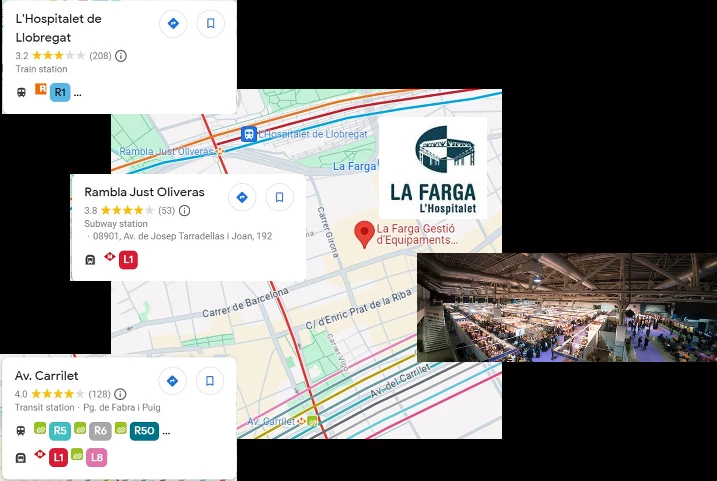 L'Hospitalet de
Llobregat
3.2 (208)
Train station
R R1 ...
L'Hospitalet de Llobregat
Rambla Just Oliveras
La Farga
LA FARGA
L'Hospitalet
Rambla Just Oliveras
3.8 (53)
Subway station
· 08901, Av. de Josep Tarradellas i Joan, 192
M L1
Carrer Girona
La Farga Gestió
d'Equipaments...
Carrer de Barcelona
C/ d'Enric Prat de la Riba
Carrer Vigo
Av. del Carrilet
Av. Carrilet
Av. Carrilet
4.0 (128)
Transit station · Pg. de Fabra i Puig
R5 R6 R50 ...
M L1 L8